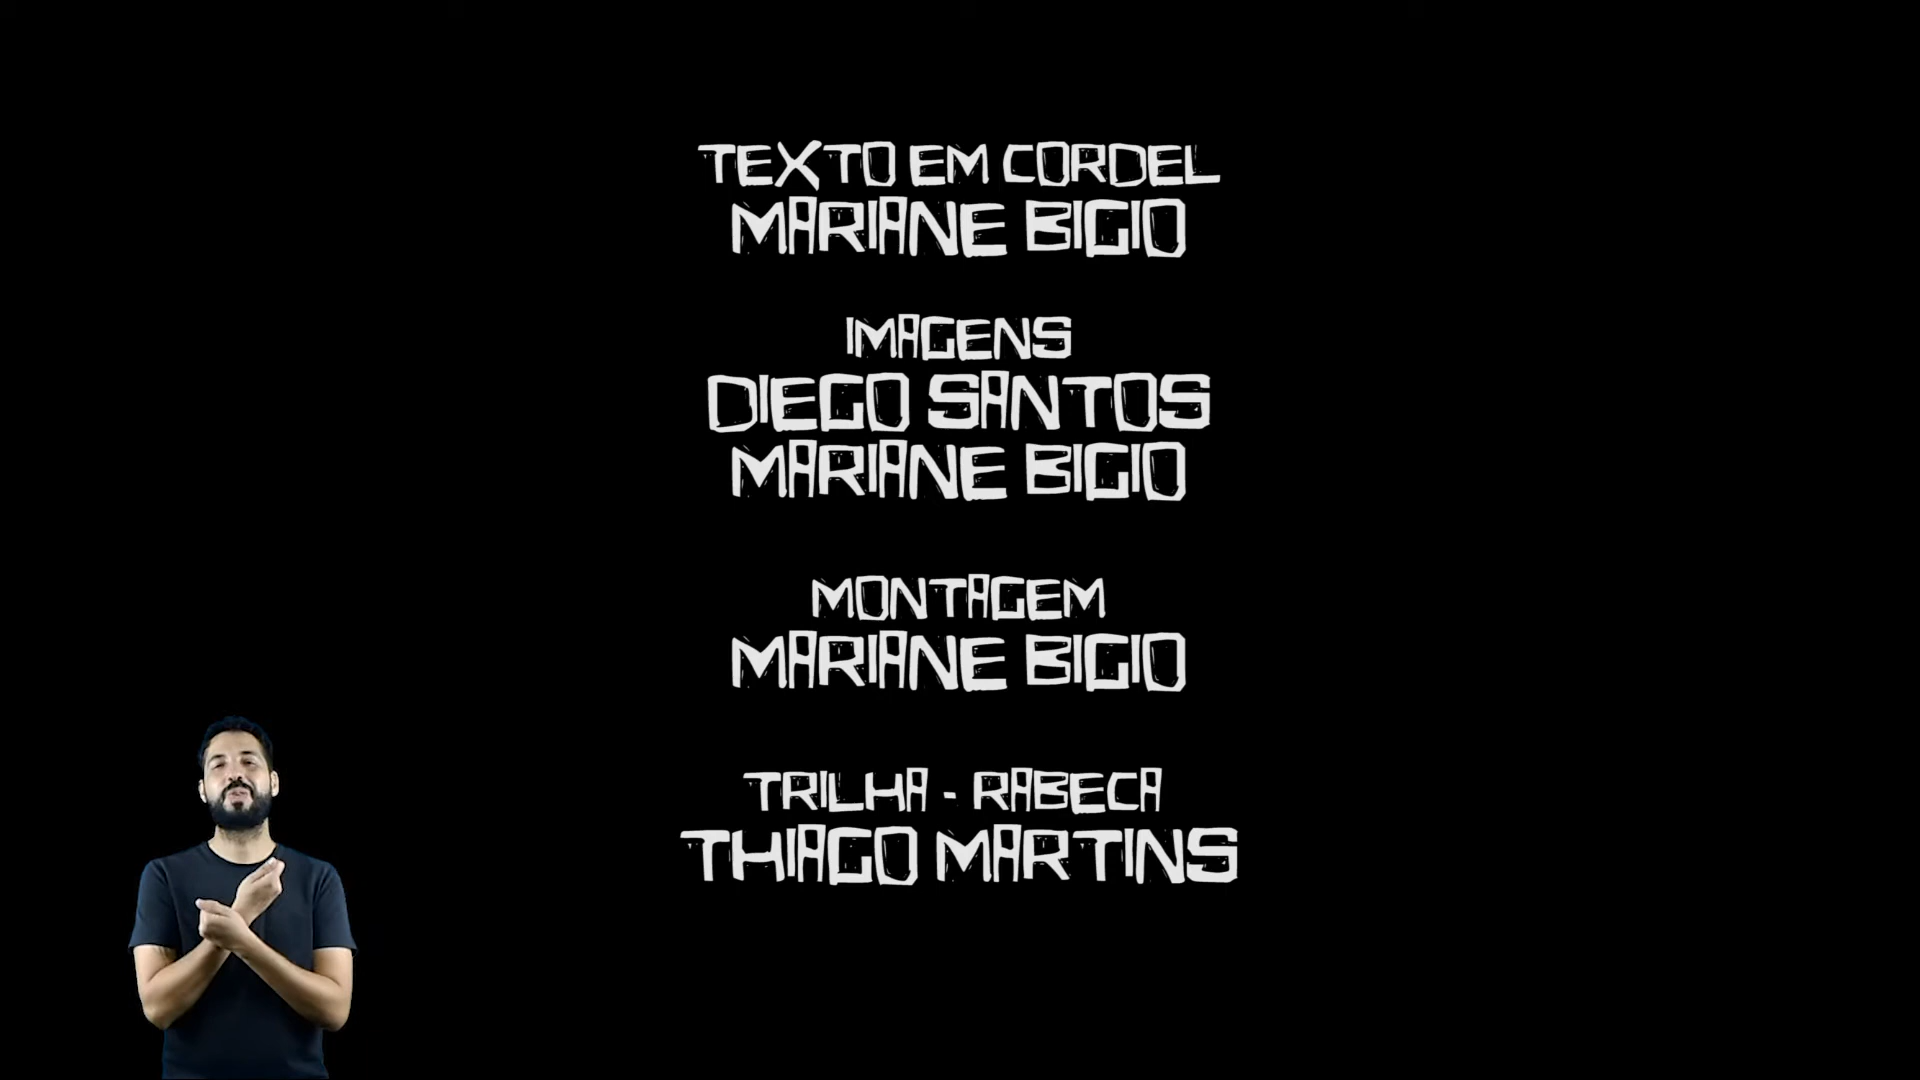 TEXTO EM CORDEL
MARIANE BIGIO
IMAGENS
DIEGO SANTOS
MARIANE BIGIO
MONTAGEM
MARIANE BIGIO
TRILHA - RABECA
THIAGO MARTINS